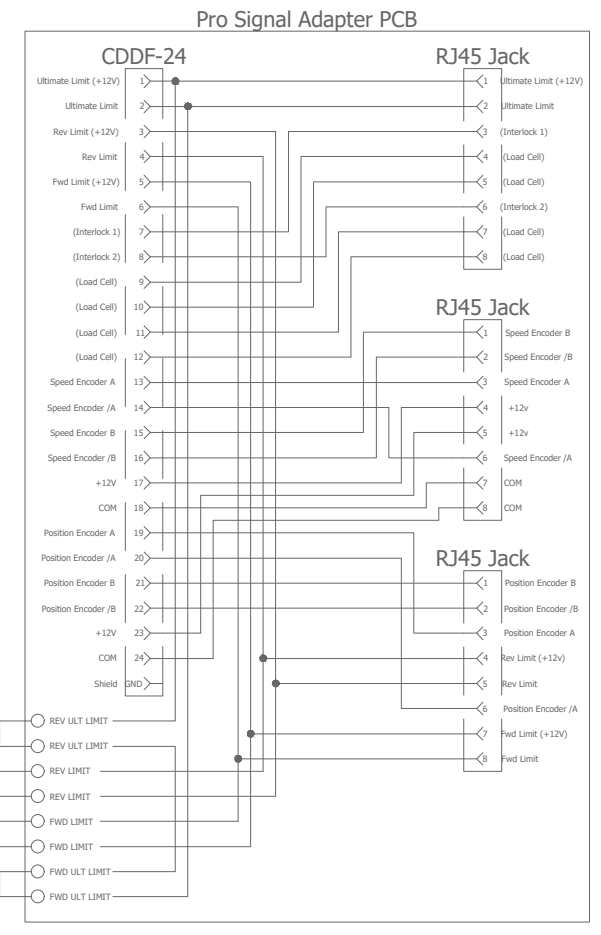 Pro Signal Adapter PCB
CDDF-24
Ultimate Limit (+12V) 1
Ultimate Limit 2
Rev Limit (+12V) 3
Rev Limit 4
Fwd Limit (+12V) 5
Fwd Limit 6
(Interlock 1) 7
(Interlock 2) 8
(Load Cell) 9
(Load Cell) 10
(Load Cell) 11
(Load Cell) 12
Speed Encoder A 13
Speed Encoder /A 14
Speed Encoder B 15
Speed Encoder /B 16
+12V 17
COM 18
Position Encoder A 19
Position Encoder /A 20
Position Encoder B 21
Position Encoder /B 22
+12V 23
COM 24
Shield GND
RJ45 Jack
1 Ultimate Limit (+12V)
2 Ultimate Limit
3 (Interlock 1)
4 (Load Cell)
5 (Load Cell)
6 (Interlock 2)
7 (Load Cell)
8 (Load Cell)
RJ45 Jack
1 Speed Encoder B
2 Speed Encoder /B
3 Speed Encoder A
4 +12v
5 +12v
6 Speed Encoder /A
7 COM
8 COM
RJ45 Jack
1 Position Encoder B
2 Position Encoder /B
3 Position Encoder A
4 Rev Limit (+12v)
5 Rev Limit
6 Position Encoder /A
7 Fwd Limit (+12V)
8 Fwd Limit
REV ULT LIMIT
REV ULT LIMIT
REV LIMIT
REV LIMIT
FWD LIMIT
FWD LIMIT
FWD ULT LIMIT
FWD ULT LIMIT